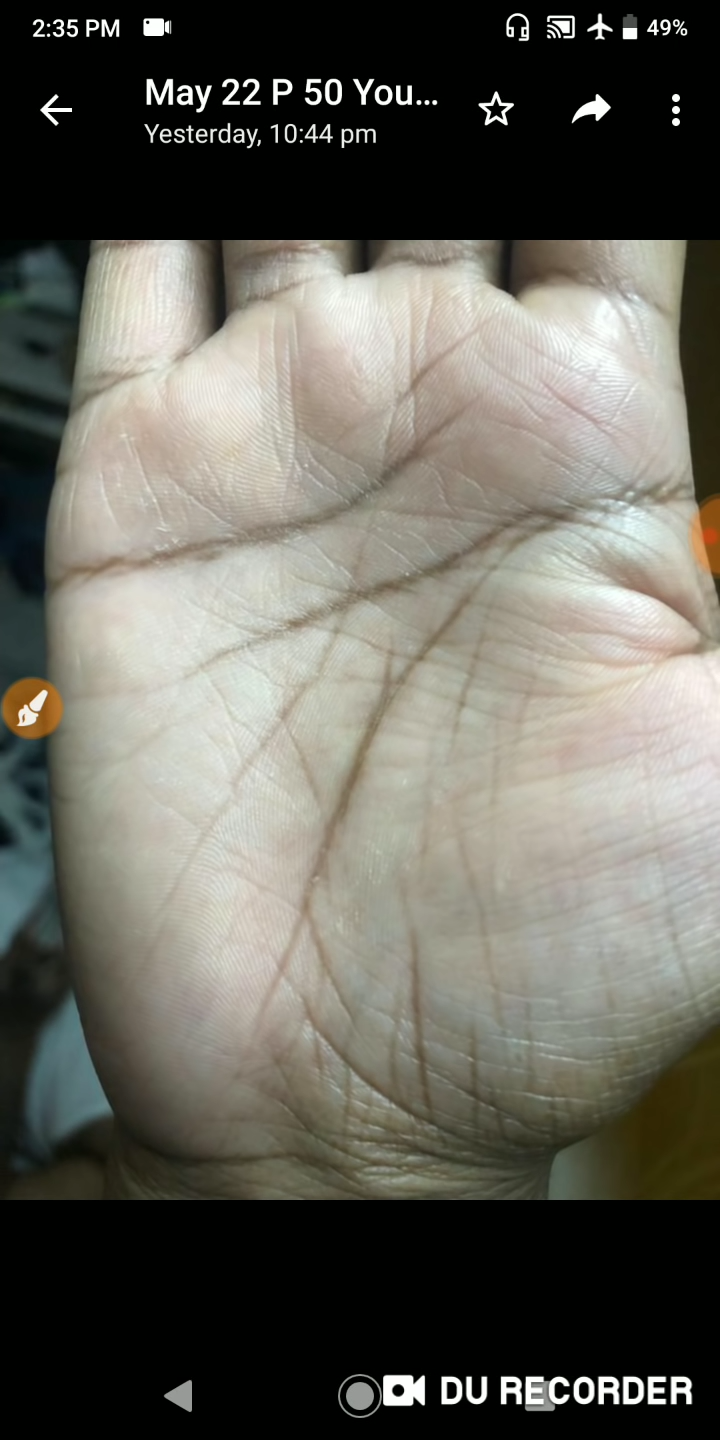 2:35 PM
49%
May 22 P 50 You...
Yesterday, 10:44 pm
DU RECORDER